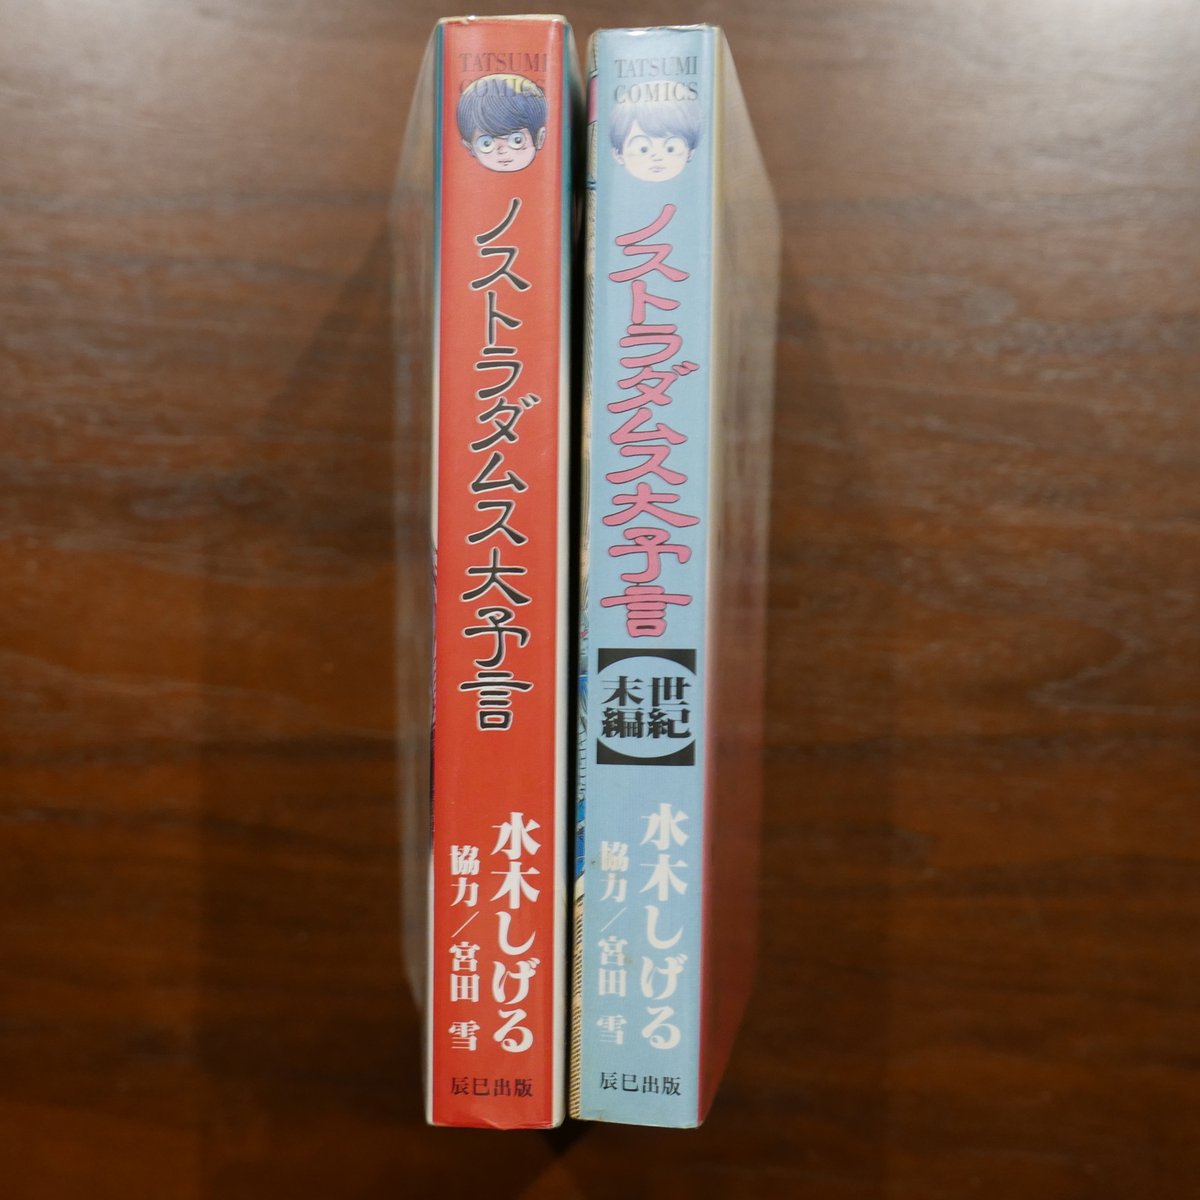 TATSUMI
COMICS
ノストラダムス大予言
水木しげる
協力/宮田 雪
辰巳出版
TATSUMI
COMICS
ノストラダムス大予言
【世紀
末編】
水木しげる
協力/宮田 雪
辰巳出版